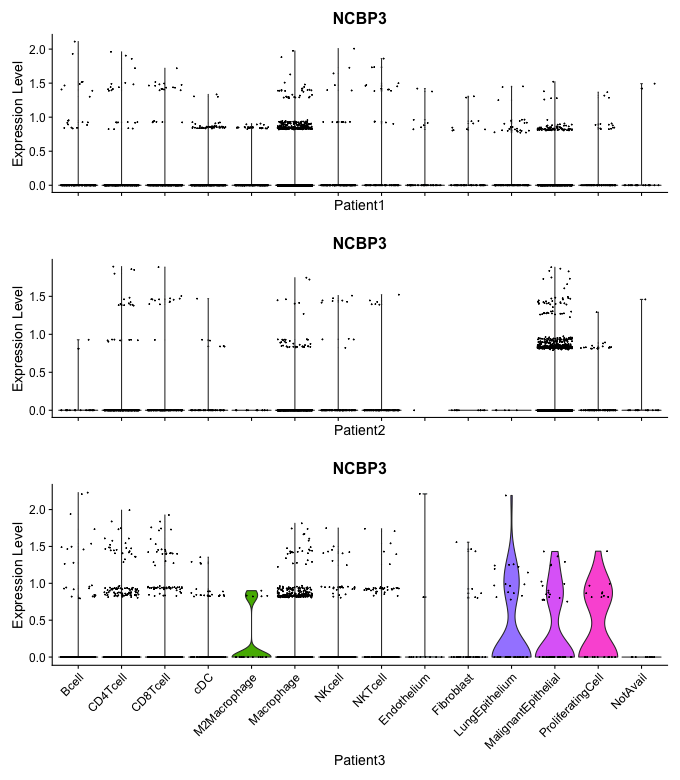 NCBP3
Expression Level
2.0
1.5
1.0
0.5
0.0
Patient1
NCBP3
Expression Level
1.5
1.0
0.5
0.0
Patient2
NCBP3
Expression Level
2.0
1.5
1.0
0.5
0.0
Bcell
CD4Tcell
CD8Tcell
cDC
M2Macrophage
Macrophage
NKcell
NKTcell
Endothelium
Fibroblast
LungEpithelium
MalignantEpithelial
ProliferatingCell
NotAvail
Patient3